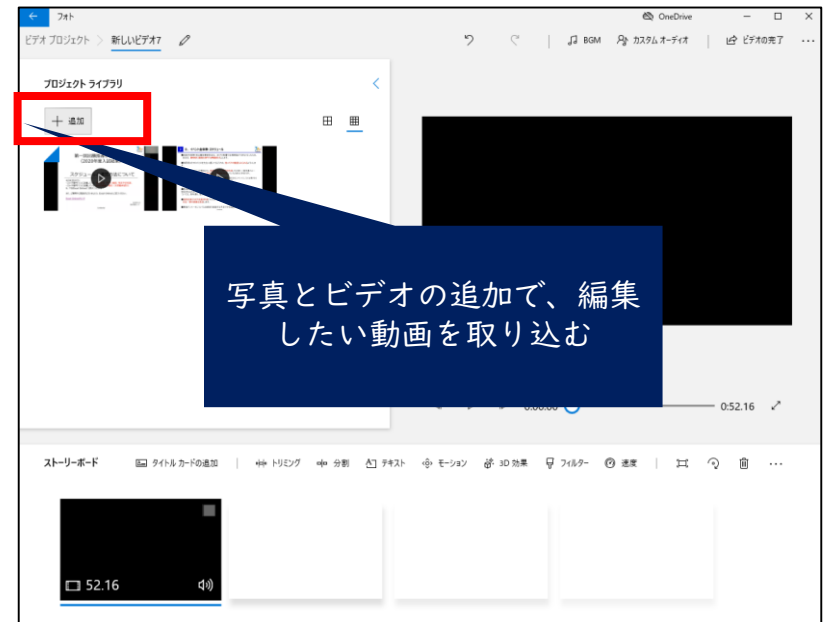 フォト
OneDrive
ビデオ プロジェクト > 新しいビデオ7
BGM カスタム オーディオ ビデオの完了 ...
プロジェクト ライブラリ
+ 追加
写真とビデオの追加で、編集
したい動画を取り込む
0:52.16
ストーリーボード タイトル カードの追加 トリミング 分割 テキスト モーション 3D 効果 フィルター 速度 ...
52.16